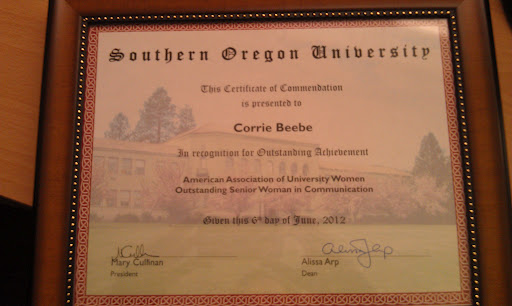 Southern Oregon University
This Certificate of Commendation
is presented to
Corrie Beebe
In recognition for Outstanding Achievement
American Association of University Women
Outstanding Senior Woman in Communication
Given this 6th day of June, 2012
Mary Cullinan
Alissa Arp
President
Alissa Arp
Dean